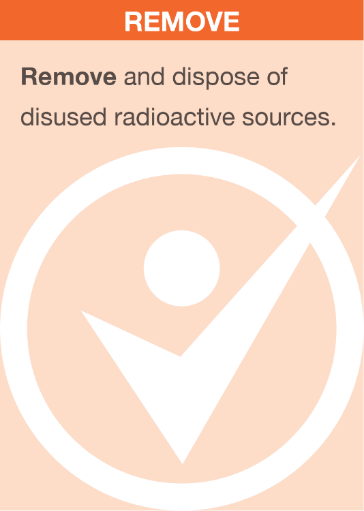 REMOVE
Remove and dispose of
disused radioactive sources.